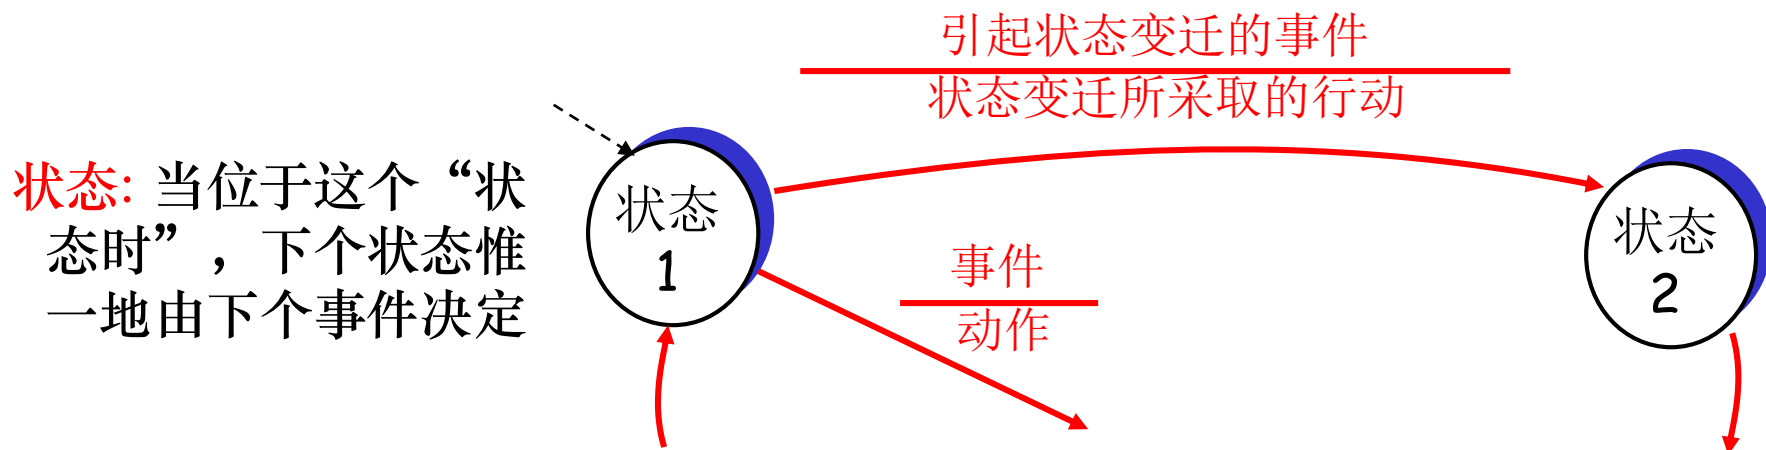 引起状态变迁的事件
状态变迁所采取的行动
状态: 当位于这个“状
态时”，下个状态惟
一地由下个事件决定
状态
1
事件
动作
状态
2